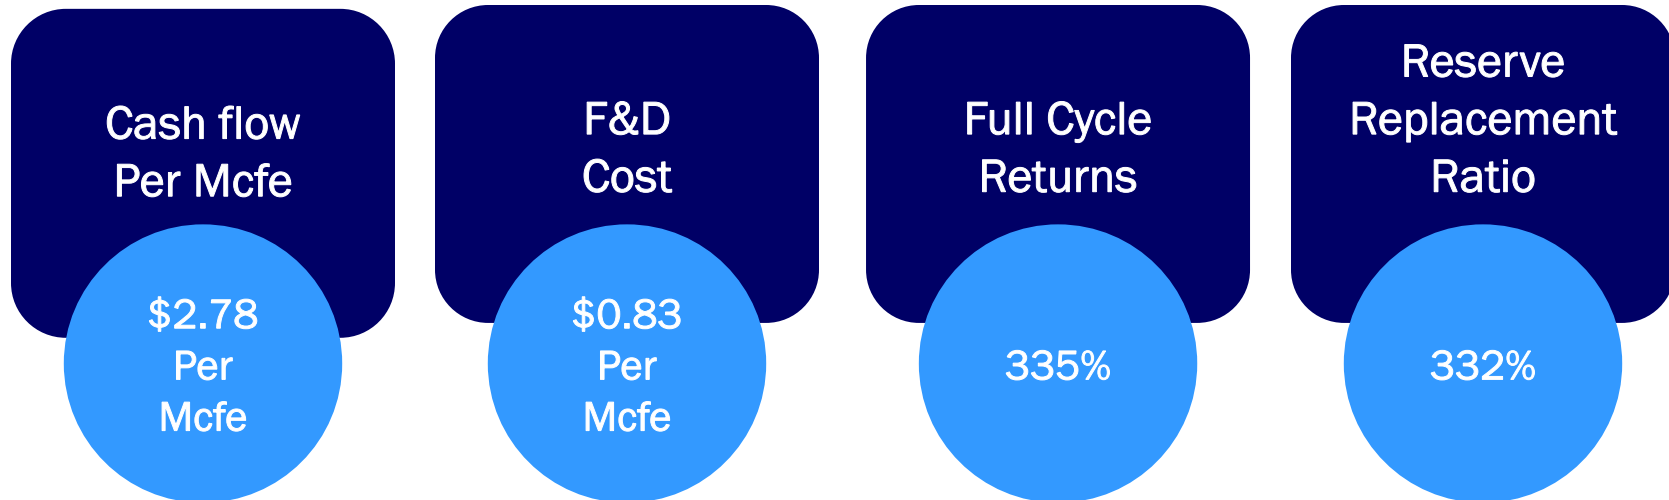 Cash flow
Per Mcfe
$2.78
Per
Mcfe
F&D
Cost
$0.83
Per
Mcfe
Full Cycle
Returns
335%
Reserve
Replacement
Ratio
332%